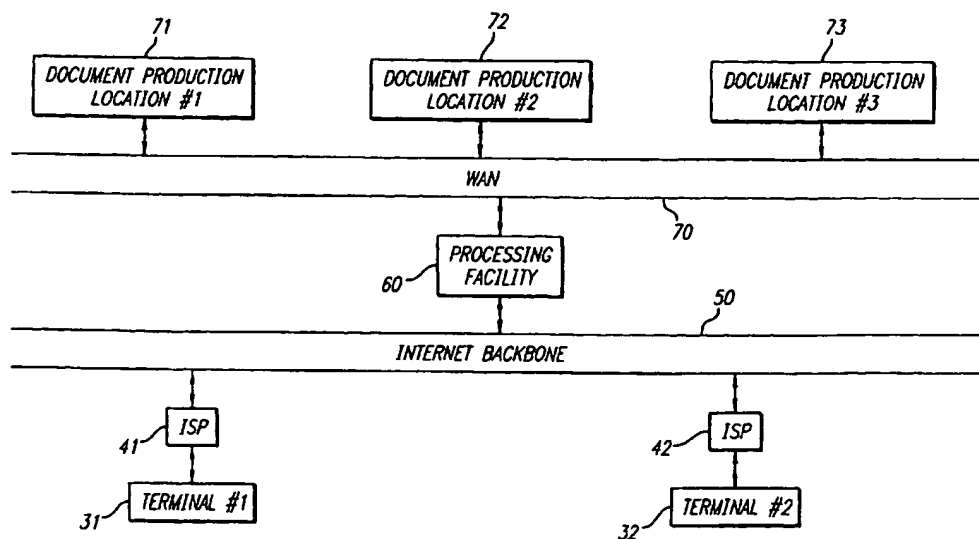 71
72
73
DOCUMENT PRODUCTION
LOCATION #1
DOCUMENT PRODUCTION
LOCATION #2
DOCUMENT PRODUCTION
LOCATION #3
WAN
70
PROCESSING
FACILITY
60
50
INTERNET BACKBONE
ISP
41
ISP
42
TERMINAL #1
31
TERMINAL #2
32